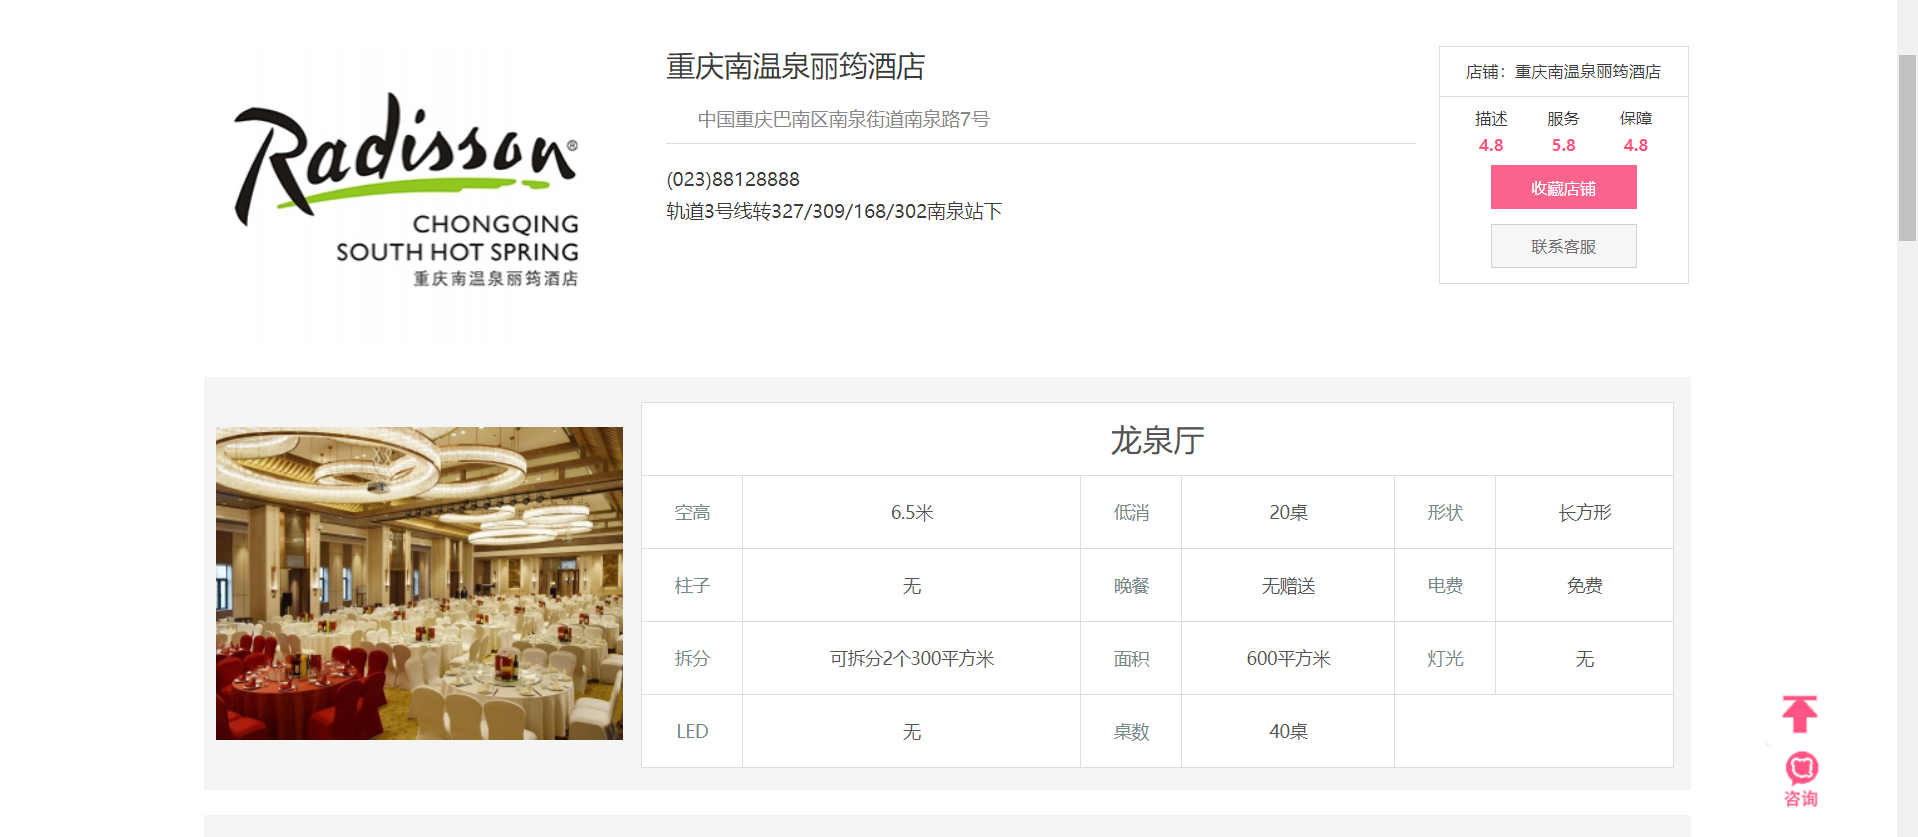 Radisson®
CHONGQING
SOUTH HOT SPRING
重庆南温泉丽筠酒店
重庆南温泉丽筠酒店
中国重庆巴南区南泉街道南泉路7号
(023)88128888
轨道3号线转327/309/168/302南泉站下
店铺：重庆南温泉丽筠酒店
描述 服务 保障
4.8 5.8 4.8
收藏店铺
联系客服
龙泉厅
空高 6.5米 低消 20桌 形状 长方形
柱子 无 晚餐 无赠送 电费 免费
拆分 可拆分2个300平方米 面积 600平方米 灯光 无
LED 无 桌数 40桌
咨询